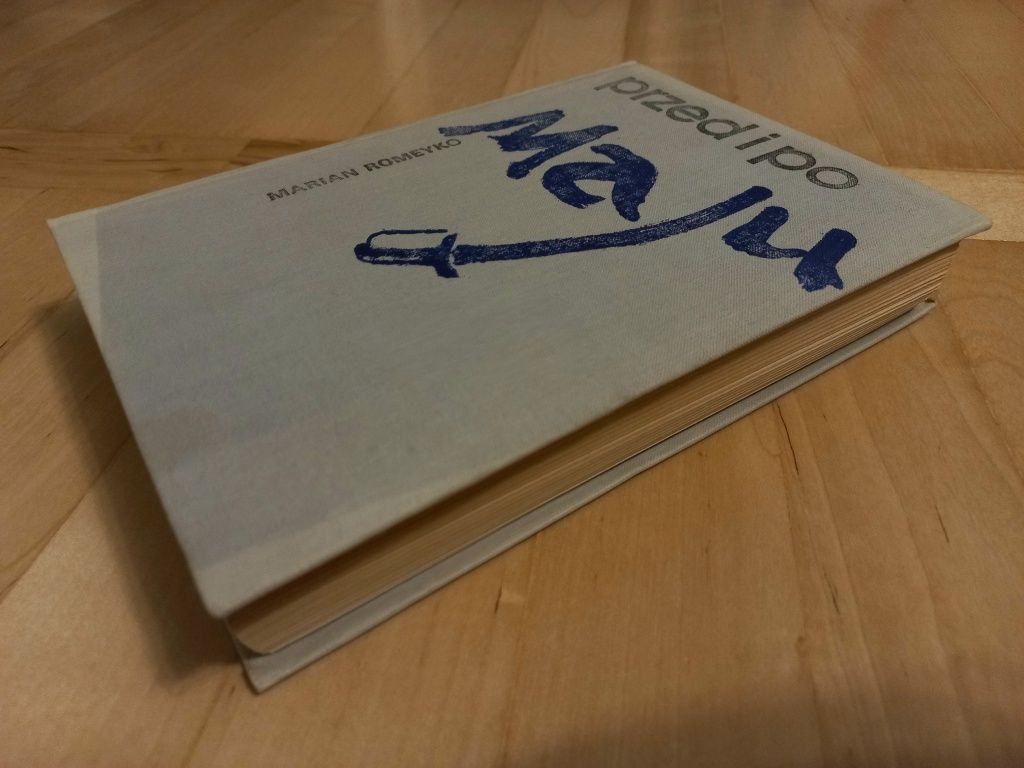 przed i po
Maju
MARIAN ROMEYKO